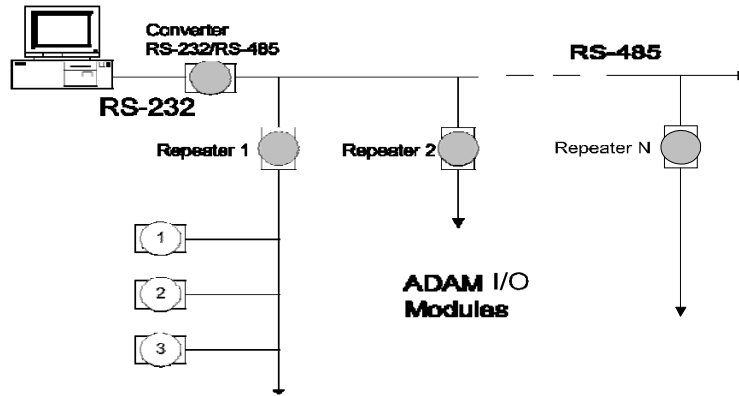 Converter
RS-232/RS-485
RS-485
RS-232
Repeater 1
Repeater 2
Repeater N
1
2
3
ADAM I/O
Modules